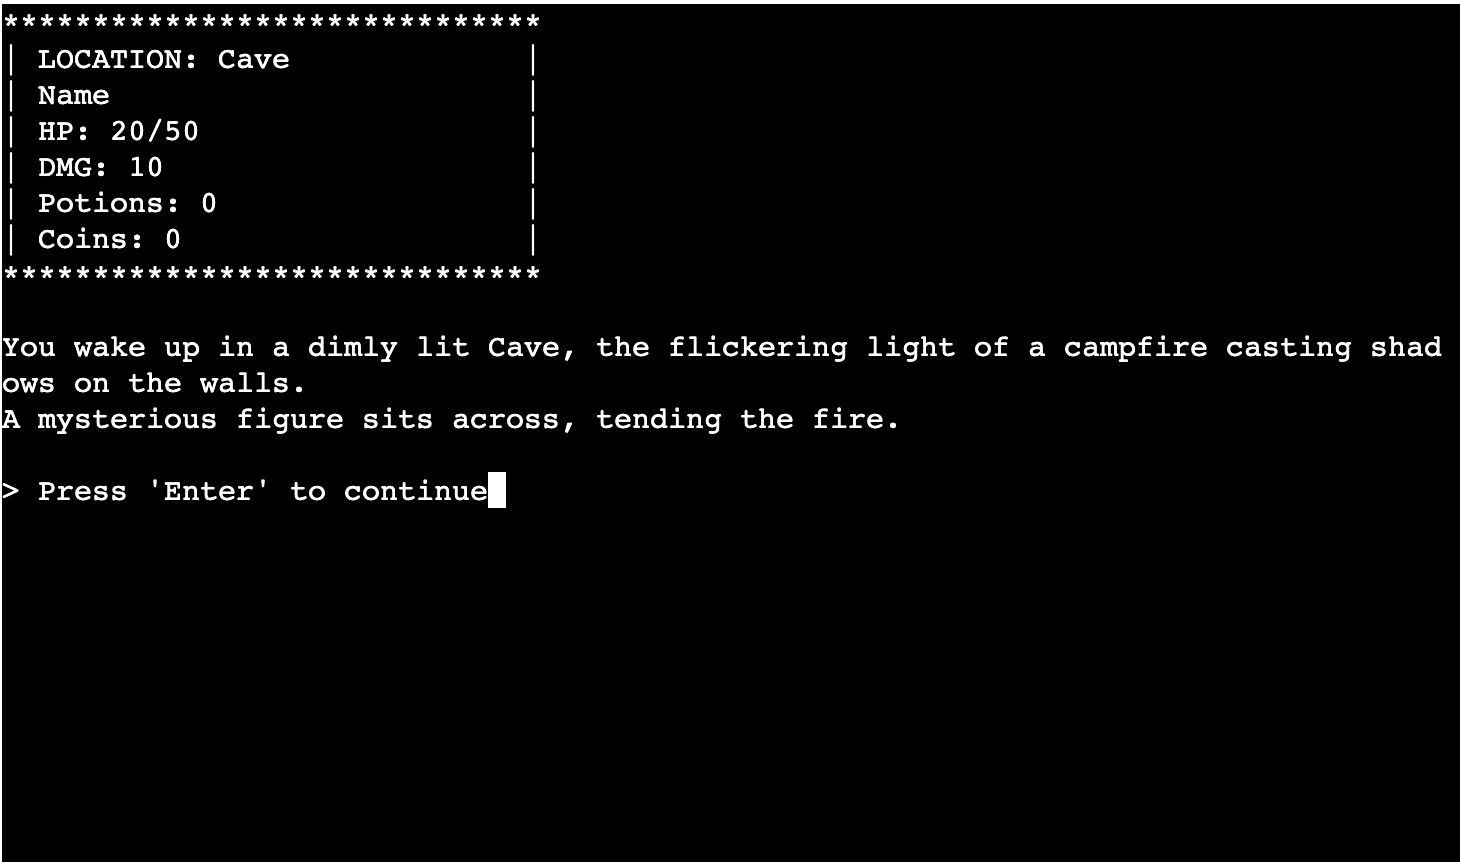 ******************************
| LOCATION: Cave |
| Name |
| HP: 20/50 |
| DMG: 10 |
| Potions: 0 |
| Coins: 0 |
******************************
You wake up in a dimly lit Cave, the flickering light of a campfire casting shad
ows on the walls.
A mysterious figure sits across, tending the fire.
> Press 'Enter' to continue